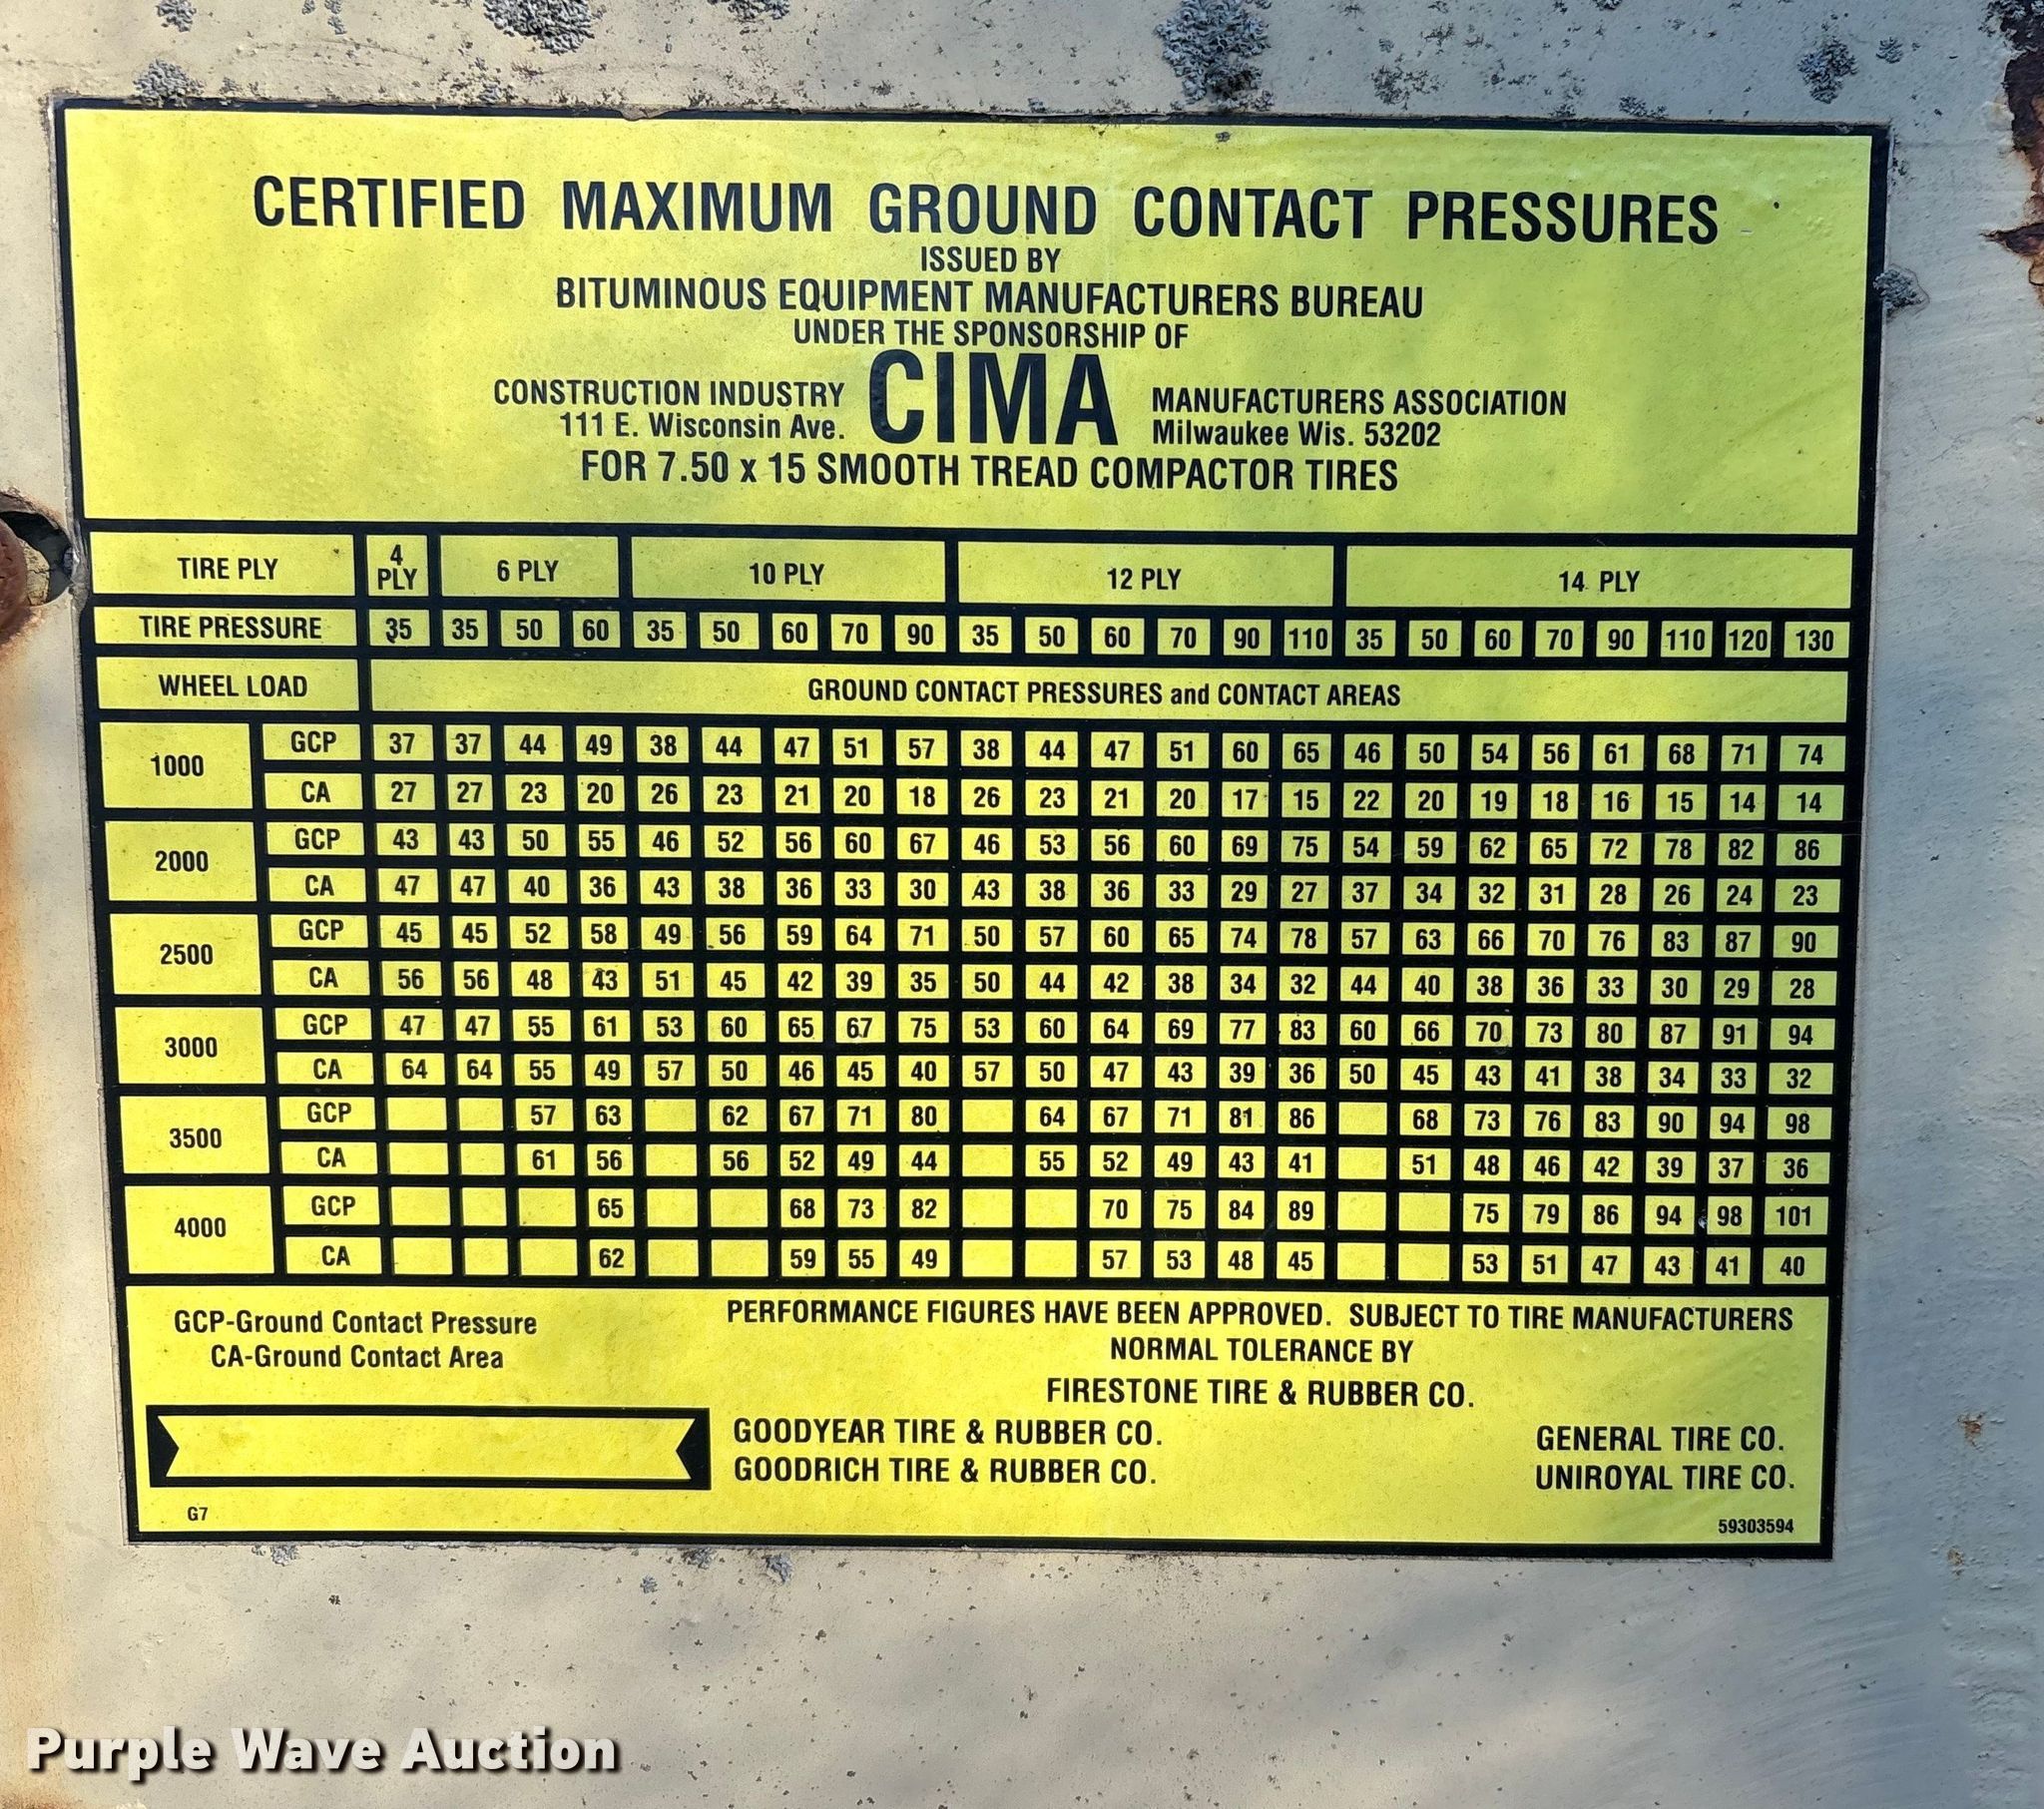 CERTIFIED MAXIMUM GROUND CONTACT PRESSURES
ISSUED BY
BITUMINOUS EQUIPMENT MANUFACTURERS BUREAU
UNDER THE SPONSORSHIP OF
CONSTRUCTION INDUSTRY CIMA MANUFACTURERS ASSOCIATION
111 E. Wisconsin Ave. Milwaukee Wis. 53202
FOR 7.50 x 15 SMOOTH TREAD COMPACTOR TIRES
TIRE PLY 4 PLY 6 PLY 10 PLY 12 PLY 14 PLY
TIRE PRESSURE 35 35 50 60 35 50 60 70 90 35 50 60 70 90 110 35 50 60 70 90 110 120 130
WHEEL LOAD GROUND CONTACT PRESSURES and CONTACT AREAS
1000 GCP 37 37 44 49 38 44 47 51 57 38 44 47 51 60 65 46 50 54 56 61 68 71 74
CA 27 27 23 20 26 23 21 20 18 26 23 21 20 17 15 22 20 19 18 16 15 14 14
2000 GCP 43 43 50 55 46 52 56 60 67 46 53 56 60 69 75 54 59 62 65 72 78 82 86
CA 47 47 40 36 43 38 36 33 30 43 38 36 33 29 27 37 34 32 31 28 26 24 23
2500 GCP 45 45 52 58 49 56 59 64 71 50 57 60 65 74 78 57 63 66 70 76 83 87 90
CA 56 56 48 43 51 45 42 39 35 50 44 42 38 34 32 44 40 38 36 33 30 29 28
3000 GCP 47 47 55 61 53 60 65 67 75 53 60 64 69 77 83 60 66 70 73 80 87 91 94
CA 64 64 55 49 57 50 46 45 40 57 50 47 43 39 36 50 45 43 41 38 34 33 32
3500 GCP 57 63 62 67 71 80 64 67 71 81 86 68 73 76 83 90 94 98
CA 61 56 56 52 49 44 55 52 49 43 41 51 48 46 42 39 37 36
4000 GCP 65 68 73 82 70 75 84 89 75 79 86 94 98 101
CA 62 59 55 49 57 53 48 45 53 51 47 43 41 40
GCP-Ground Contact Pressure
CA-Ground Contact Area
PERFORMANCE FIGURES HAVE BEEN APPROVED. SUBJECT TO TIRE MANUFACTURERS
NORMAL TOLERANCE BY
FIRESTONE TIRE & RUBBER CO.
GOODYEAR TIRE & RUBBER CO. GENERAL TIRE CO.
GOODRICH TIRE & RUBBER CO. UNIROYAL TIRE CO.
G7 59303594
Purple Wave Auction